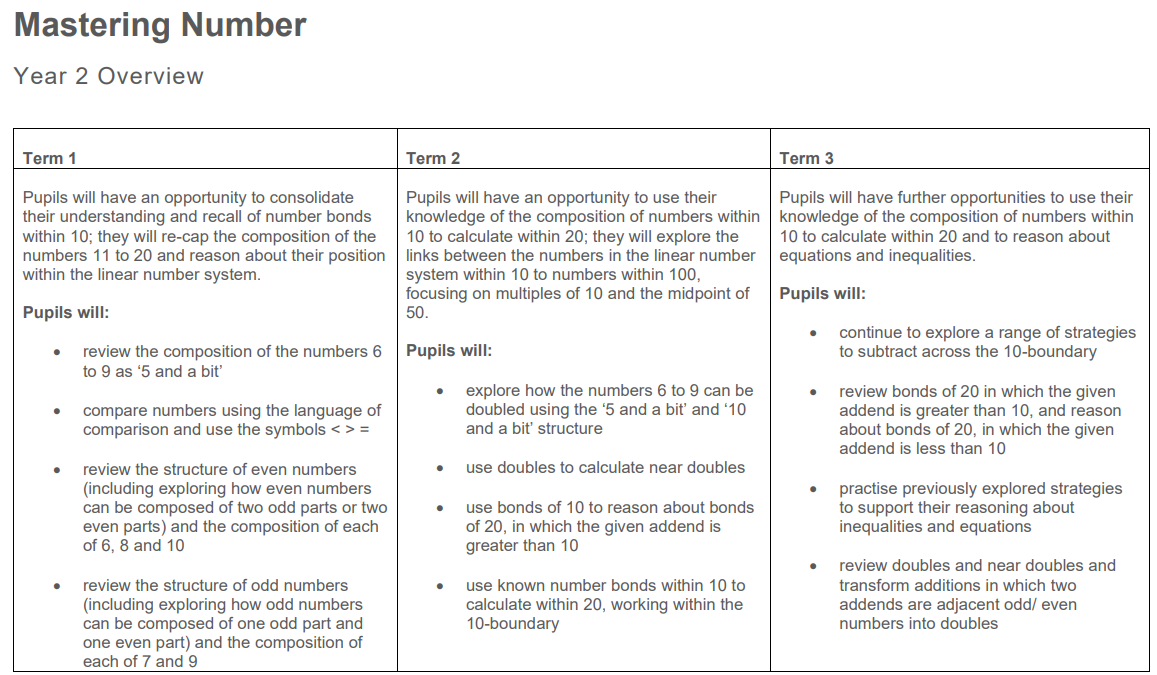 Mastering Number
Year 2 Overview
Term 1
Pupils will have an opportunity to consolidate
their understanding and recall of number bonds
within 10; they will re-cap the composition of the
numbers 11 to 20 and reason about their position
within the linear number system.
Pupils will:
• review the composition of the numbers 6
to 9 as ‘5 and a bit’
• compare numbers using the language of
comparison and use the symbols < > =
• review the structure of even numbers
(including exploring how even numbers
can be composed of two odd parts or two
even parts) and the composition of each
of 6, 8 and 10
• review the structure of odd numbers
(including exploring how odd numbers
can be composed of one odd part and
one even part) and the composition of
each of 7 and 9
Term 2
Pupils will have an opportunity to use their
knowledge of the composition of numbers within
10 to calculate within 20; they will explore the
links between the numbers in the linear number
system within 10 to numbers within 100,
focusing on multiples of 10 and the midpoint of
50.
Pupils will:
• explore how the numbers 6 to 9 can be
doubled using the ‘5 and a bit’ and ‘10
and a bit’ structure
• use doubles to calculate near doubles
• use bonds of 10 to reason about bonds
of 20, in which the given addend is
greater than 10
• use known number bonds within 10 to
calculate within 20, working within the
10-boundary
Term 3
Pupils will have further opportunities to use their
knowledge of the composition of numbers within
10 to calculate within 20 and to reason about
equations and inequalities.
Pupils will:
• continue to explore a range of strategies
to subtract across the 10-boundary
• review bonds of 20 in which the given
addend is greater than 10, and reason
about bonds of 20, in which the given
addend is less than 10
• practise previously explored strategies
to support their reasoning about
inequalities and equations
• review doubles and near doubles and
transform additions in which two
addends are adjacent odd/ even
numbers into doubles